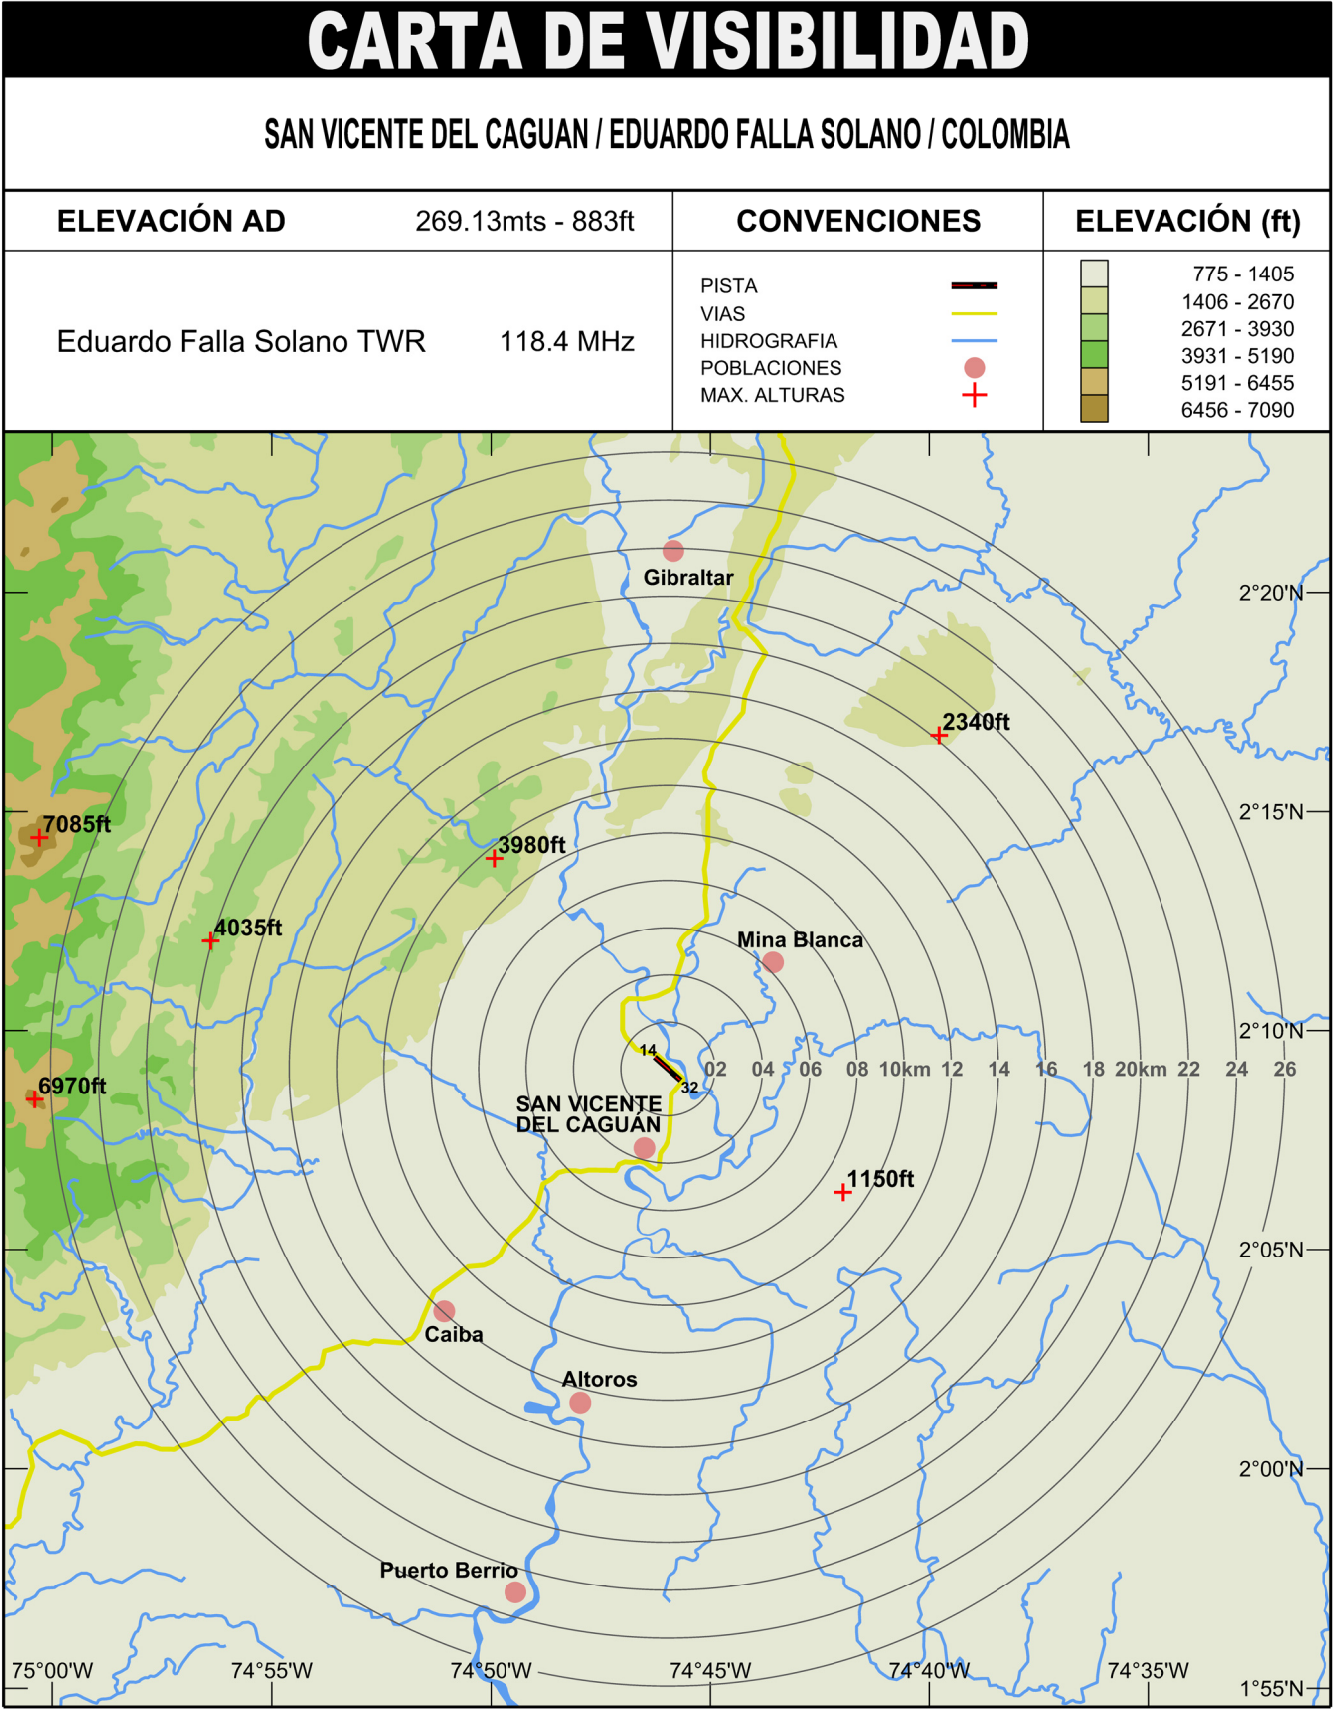 CARTA DE VISIBILIDAD
SAN VICENTE DEL CAGUAN / EDUARDO FALLA SOLANO / COLOMBIA
ELEVACIÓN AD 269.13mts - 883ft
CONVENCIONES
ELEVACIÓN (ft)
Eduardo Falla Solano TWR 118.4 MHz
PISTA
VIAS
HIDROGRAFIA
POBLACIONES
MAX. ALTURAS
775 - 1405
1406 - 2670
2671 - 3930
3931 - 5190
5191 - 6455
6456 - 7090
Gibraltar
2°20'N
2340ft
2°15'N
7085ft
3980ft
4035ft
Mina Blanca
2°10'N
14
02 04 06 08 10km 12 14 16 18 20km 22 24 26
32
6970ft
SAN VICENTE
DEL CAGUÁN
1150ft
2°05'N
Caiba
Altoros
2°00'N
Puerto Berrio
75°00'W 74°55'W 74°50'W 74°45'W 74°40'W 74°35'W
1°55'N